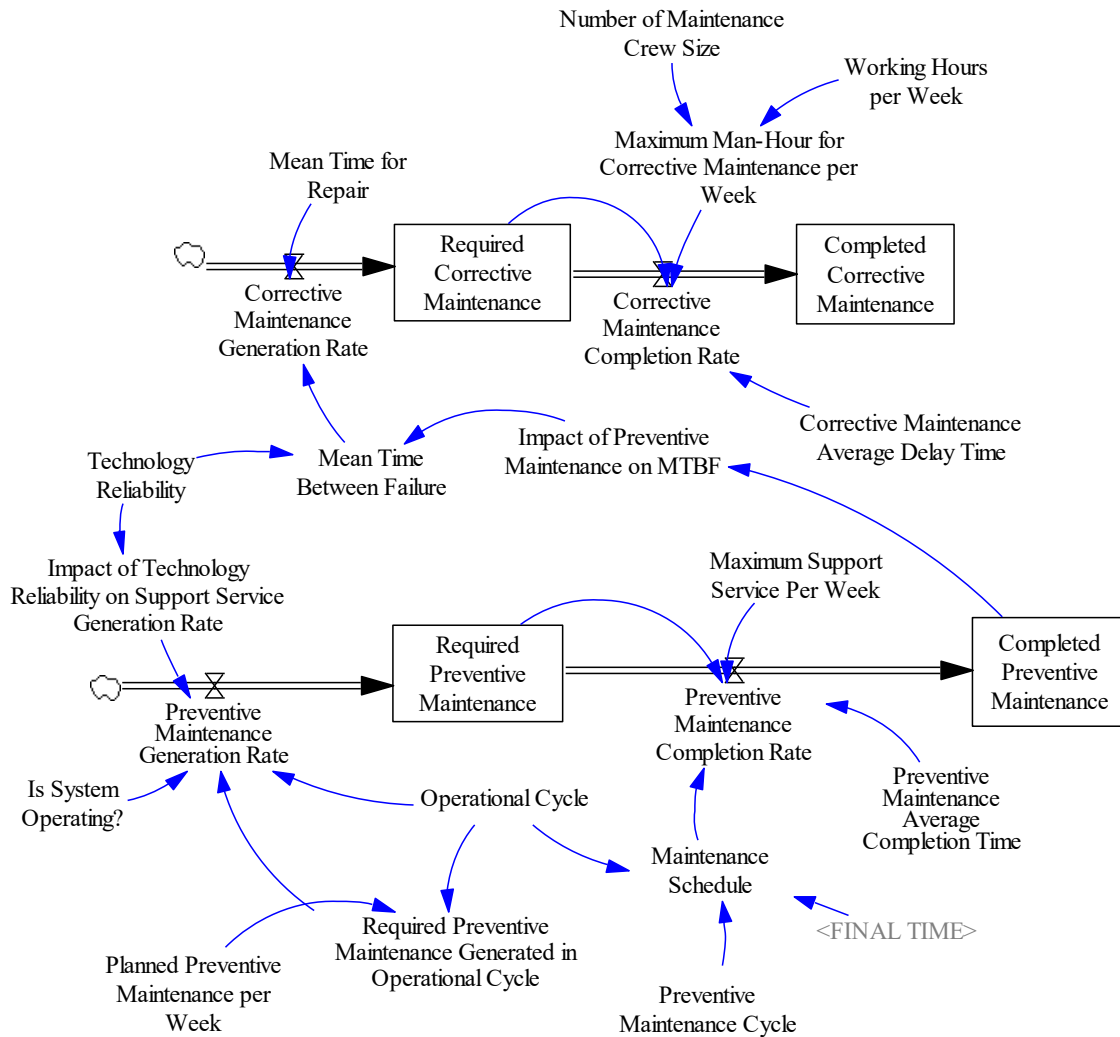 Number of Maintenance
Crew Size
Working Hours
per Week
Maximum Man-Hour for
Corrective Maintenance per
Week
Mean Time for
Repair
Required
Corrective
Maintenance
Completed
Corrective
Maintenance
Corrective
Maintenance
Generation Rate
Corrective
Maintenance
Completion Rate
Corrective Maintenance
Average Delay Time
Impact of Preventive
Maintenance on MTBF
Mean Time
Between Failure
Technology
Reliability
Impact of Technology
Reliability on Support Service
Generation Rate
Maximum Support
Service Per Week
Required
Preventive
Maintenance
Completed
Preventive
Maintenance
Preventive
Maintenance
Generation Rate
Preventive
Maintenance
Completion Rate
Is System
Operating?
Operational Cycle
Preventive
Maintenance
Average
Completion Time
Maintenance
Schedule
<FINAL TIME>
Required Preventive
Maintenance Generated in
Operational Cycle
Planned Preventive
Maintenance per
Week
Preventive
Maintenance Cycle